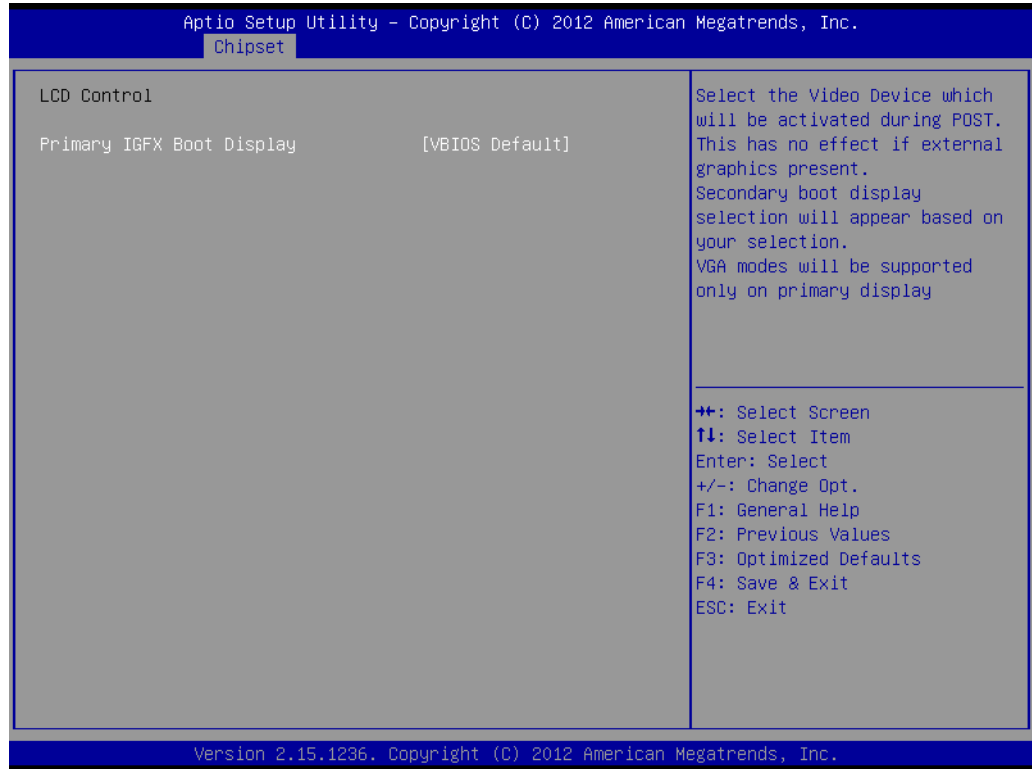 Aptio Setup Utility – Copyright (C) 2012 American Megatrends, Inc.
Chipset
LCD Control
Primary IGFX Boot Display [VBIOS Default]
Select the Video Device which
will be activated during POST.
This has no effect if external
graphics present.
Secondary boot display
selection will appear based on
your selection.
VGA modes will be supported
only on primary display
→←: Select Screen
↑↓: Select Item
Enter: Select
+/-: Change Opt.
F1: General Help
F2: Previous Values
F3: Optimized Defaults
F4: Save & Exit
ESC: Exit
Version 2.15.1236. Copyright (C) 2012 American Megatrends, Inc.